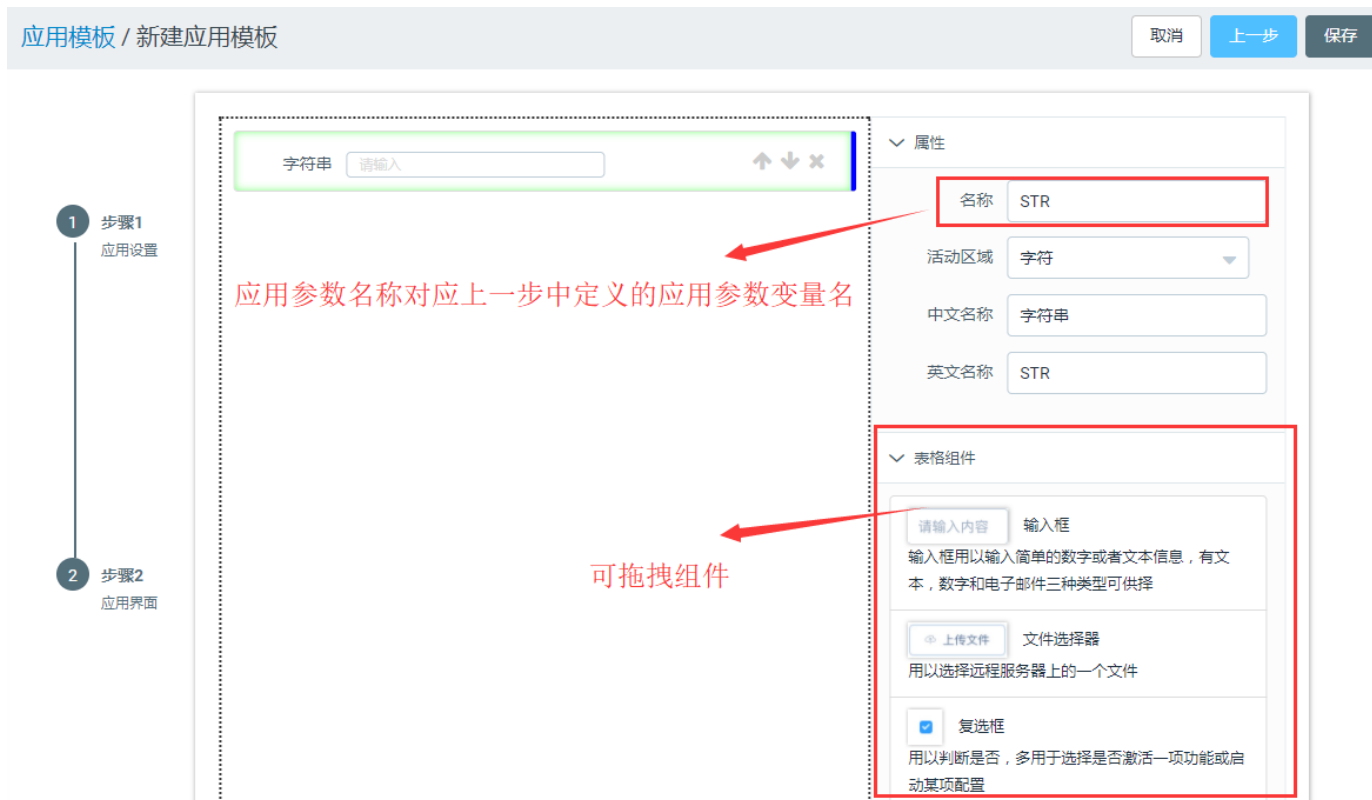 应用模板 / 新建应用模板
取消
上一步
保存
字符串
请输入
属性
名称
STR
1
步骤1
应用设置
活动区域
字符
应用参数名称对应上一步中定义的应用参数变量名
中文名称
字符串
英文名称
STR
表格组件
请输入内容
输入框
输入框用以输入简单的数字或者文本信息，有文
本，数字和电子邮件三种类型可供择
可拖拽组件
2
步骤2
应用界面
上传文件
文件选择器
用以选择远程服务器上的一个文件
复选框
用以判断是否，多用于选择是否激活一项功能或启
动某项配置